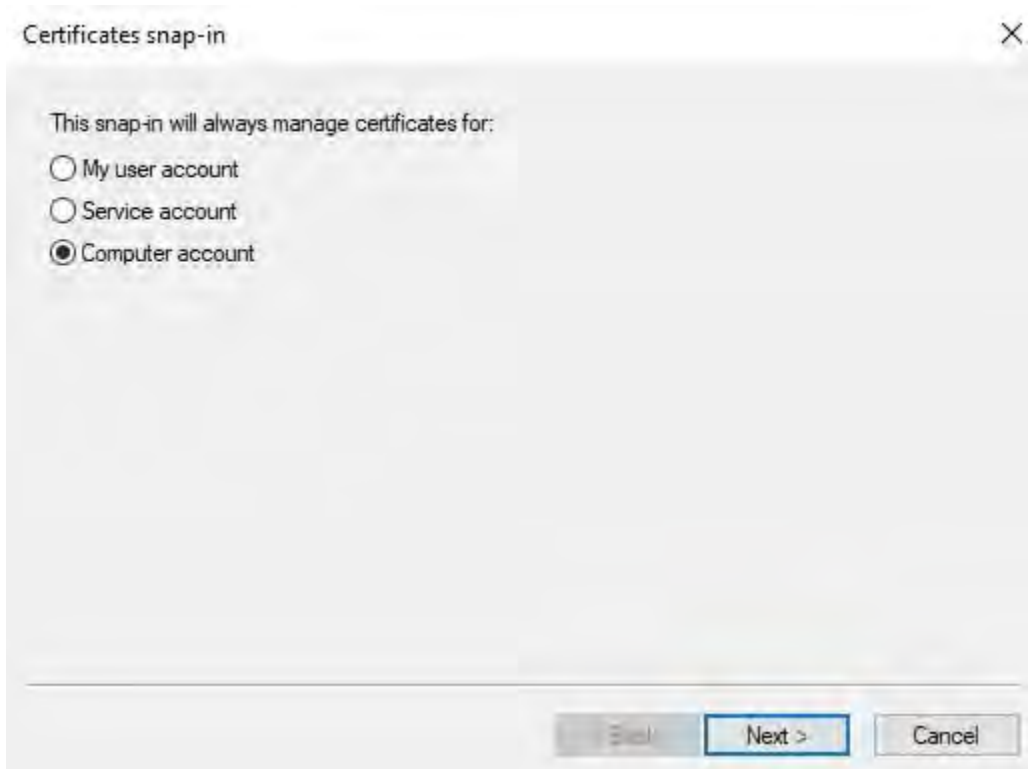 Certificates snap-in
This snap-in will always manage certificates for:
My user account
Service account
Computer account
Next >
Cancel